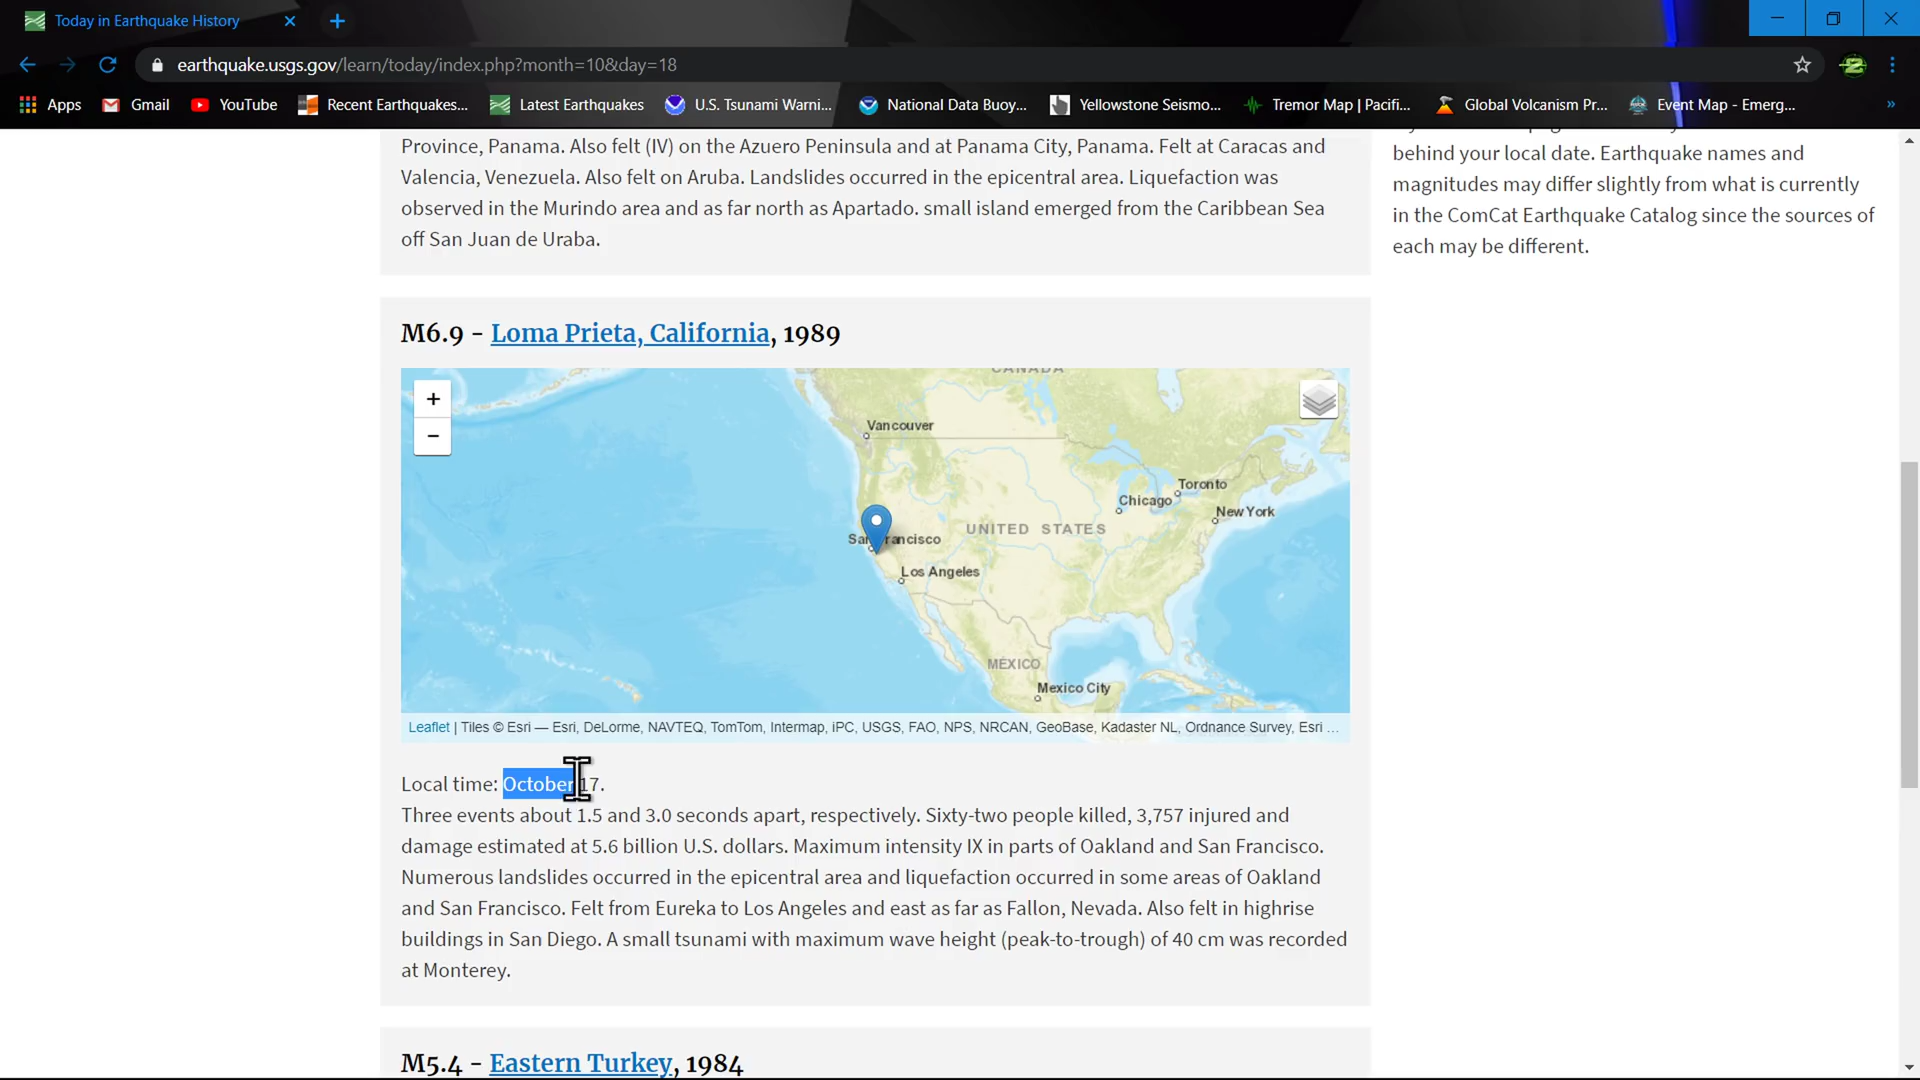 Today in Earthquake History
earthquake.usgs.gov/learn/today/index.php?month=10&day=18
Apps Gmail YouTube Recent Earthquakes... Latest Earthquakes U.S. Tsunami Warni... National Data Buoy... Yellowstone Seismo... Tremor Map | Pacifi... Global Volcanism Pr... Event Map - Emerg... »
Province, Panama. Also felt (IV) on the Azuero Peninsula and at Panama City, Panama. Felt at Caracas and
Valencia, Venezuela. Also felt on Aruba. Landslides occurred in the epicentral area. Liquefaction was
observed in the Murindo area and as far north as Apartado. small island emerged from the Caribbean Sea
off San Juan de Uraba.
behind your local date. Earthquake names and
magnitudes may differ slightly from what is currently
in the ComCat Earthquake Catalog since the sources of
each may be different.
M6.9 - Loma Prieta, California, 1989
+
−
CANADA
Vancouver
Toronto
Chicago
New York
UNITED STATES
San Francisco
Los Angeles
MÉXICO
Mexico City
Leaflet | Tiles © Esri — Esri, DeLorme, NAVTEQ, TomTom, Intermap, iPC, USGS, FAO, NPS, NRCAN, GeoBase, Kadaster NL, Ordnance Survey, Esri ...
Local time: October 17.
Three events about 1.5 and 3.0 seconds apart, respectively. Sixty-two people killed, 3,757 injured and
damage estimated at 5.6 billion U.S. dollars. Maximum intensity IX in parts of Oakland and San Francisco.
Numerous landslides occurred in the epicentral area and liquefaction occurred in some areas of Oakland
and San Francisco. Felt from Eureka to Los Angeles and east as far as Fallon, Nevada. Also felt in highrise
buildings in San Diego. A small tsunami with maximum wave height (peak-to-trough) of 40 cm was recorded
at Monterey.
M5.4 - Eastern Turkey, 1984